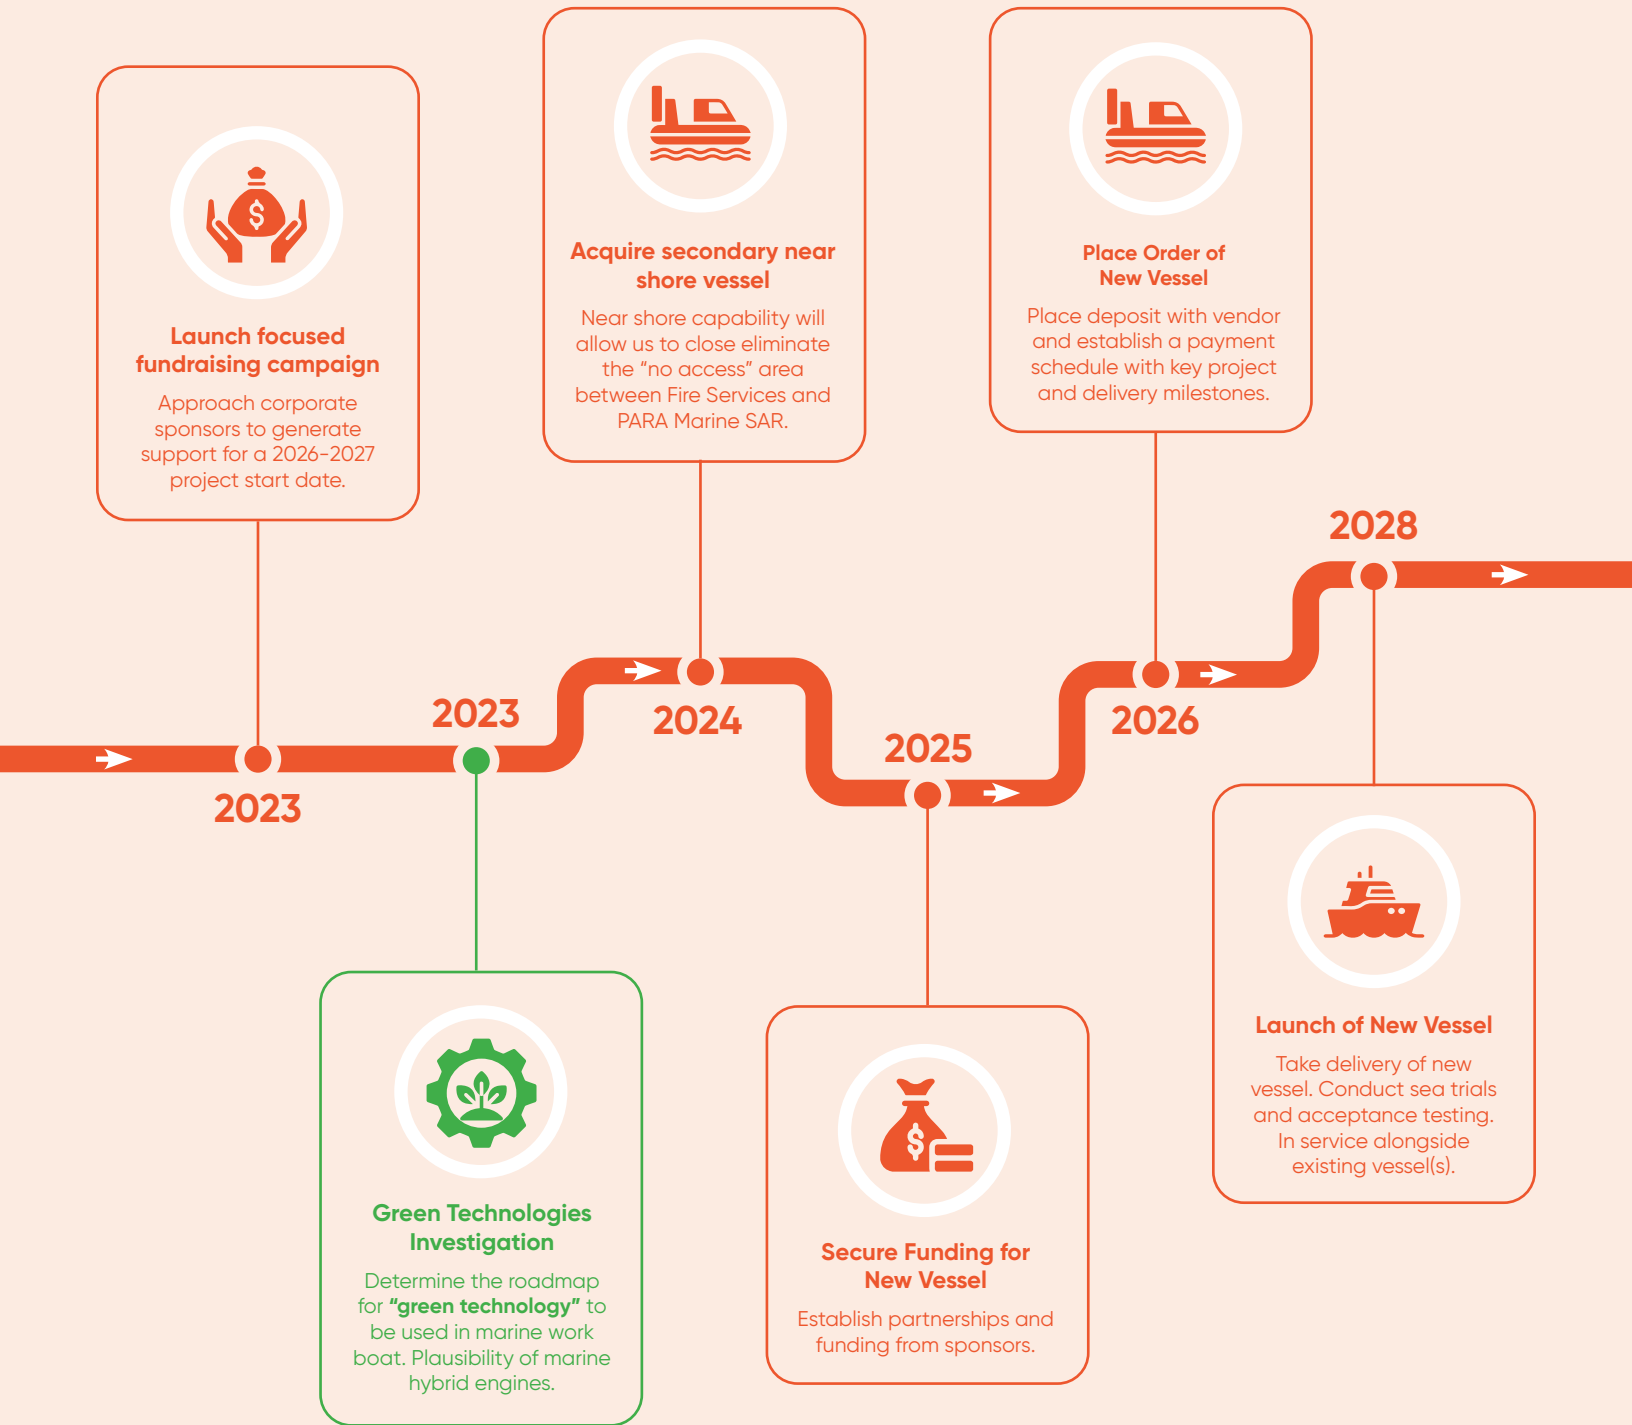 Launch focused
fundraising campaign
Approach corporate
sponsors to generate
support for a 2026-2027
project start date.
2023
2023
Green Technologies
Investigation
Determine the roadmap
for “green technology” to
be used in marine work
boat. Plausibility of marine
hybrid engines.
Acquire secondary near
shore vessel
Near shore capability will
allow us to close eliminate
the “no access” area
between Fire Services and
PARA Marine SAR.
2024
2025
Secure Funding for
New Vessel
Establish partnerships and
funding from sponsors.
Place Order of
New Vessel
Place deposit with vendor
and establish a payment
schedule with key project
and delivery milestones.
2026
2028
Launch of New Vessel
Take delivery of new
vessel. Conduct sea trials
and acceptance testing.
In service alongside
existing vessel(s).